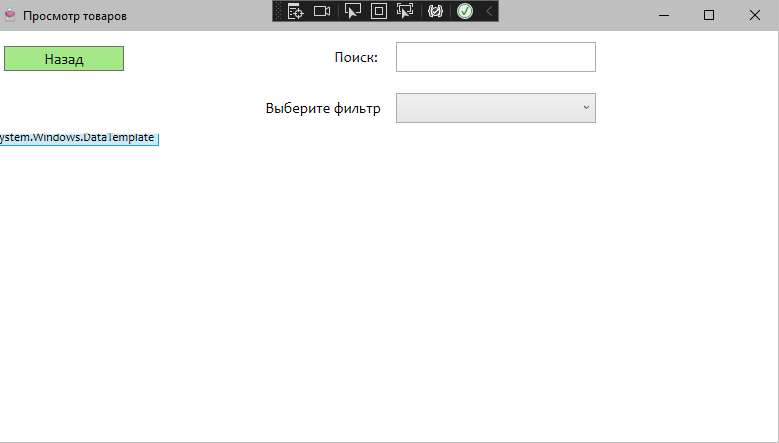 Просмотр товаров
Назад
Поиск:
Выберите фильтр
ystem.Windows.DataTemplate